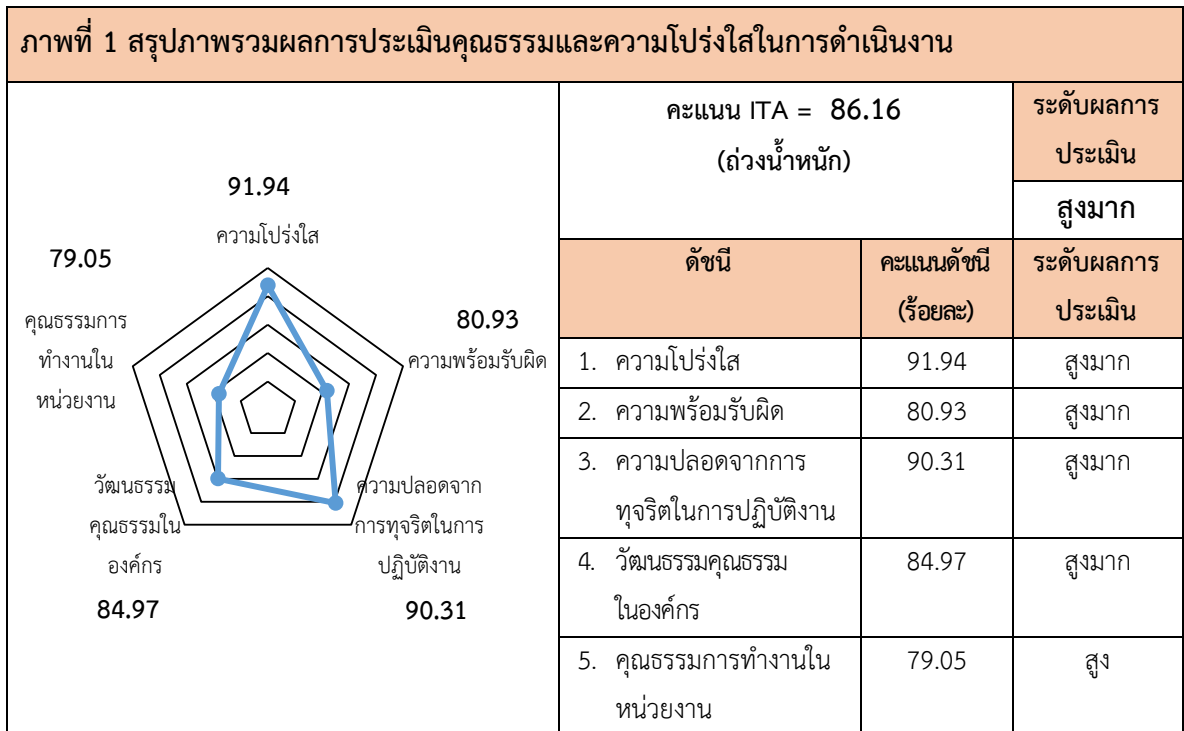 ภาพที่ 1 สรุปภาพรวมผลการประเมินคุณธรรมและความโปร่งใสในการดำเนินงาน
91.94
ความโปร่งใส
79.05
คุณธรรมการ
ทำงานใน
หน่วยงาน
80.93
ความพร้อมรับผิด
วัฒนธรรม
คุณธรรมใน
องค์กร
84.97
ความปลอดจาก
การทุจริตในการ
ปฏิบัติงาน
90.31
คะแนน ITA = 86.16
(ถ่วงน้ำหนัก)
ระดับผลการ
ประเมิน
สูงมาก
ดัชนี
คะแนนดัชนี
(ร้อยละ)
ระดับผลการ
ประเมิน
1. ความโปร่งใส 91.94 สูงมาก
2. ความพร้อมรับผิด 80.93 สูงมาก
3. ความปลอดจากการ 90.31 สูงมาก
ทุจริตในการปฏิบัติงาน
4. วัฒนธรรมคุณธรรม 84.97 สูงมาก
ในองค์กร
5. คุณธรรมการทำงานใน 79.05 สูง
หน่วยงาน